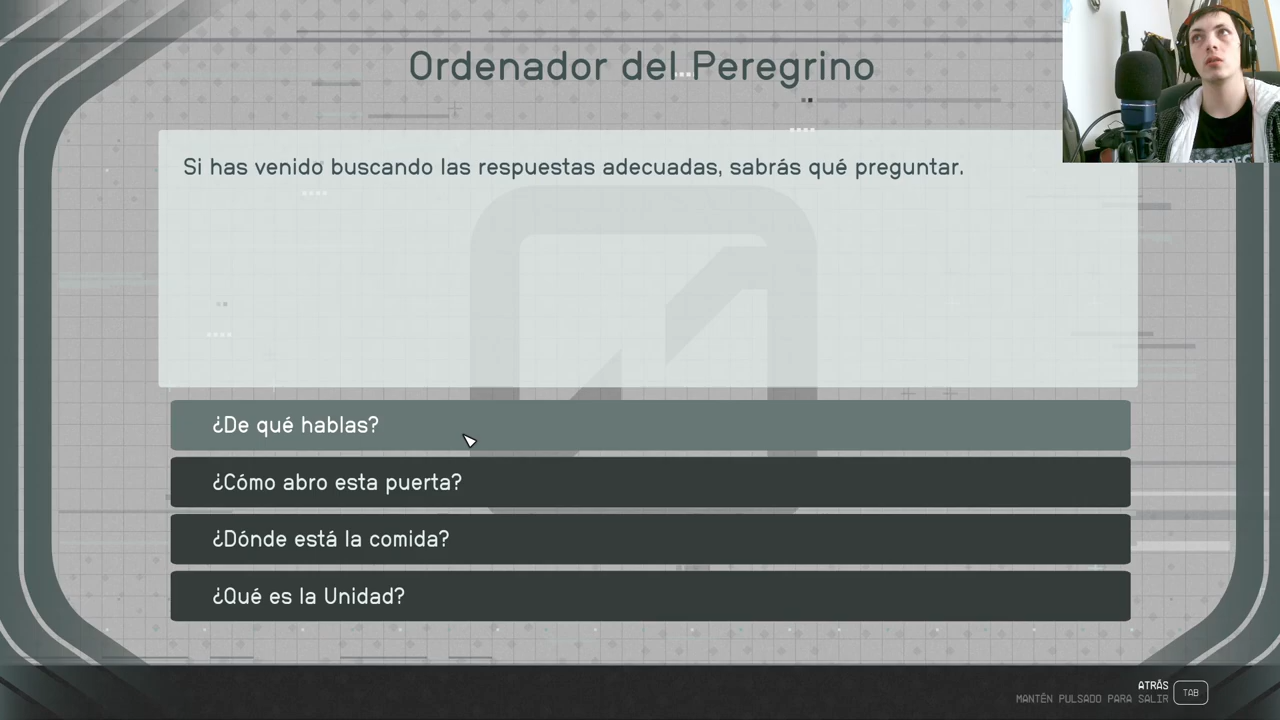 Ordenador del Peregrino
Si has venido buscando las respuestas adecuadas, sabrás qué preguntar.
¿De qué hablas?
¿Cómo abro esta puerta?
¿Dónde está la comida?
¿Qué es la Unidad?
ATRÁS
MANTÉN PULSADO PARA SALIR
TAB